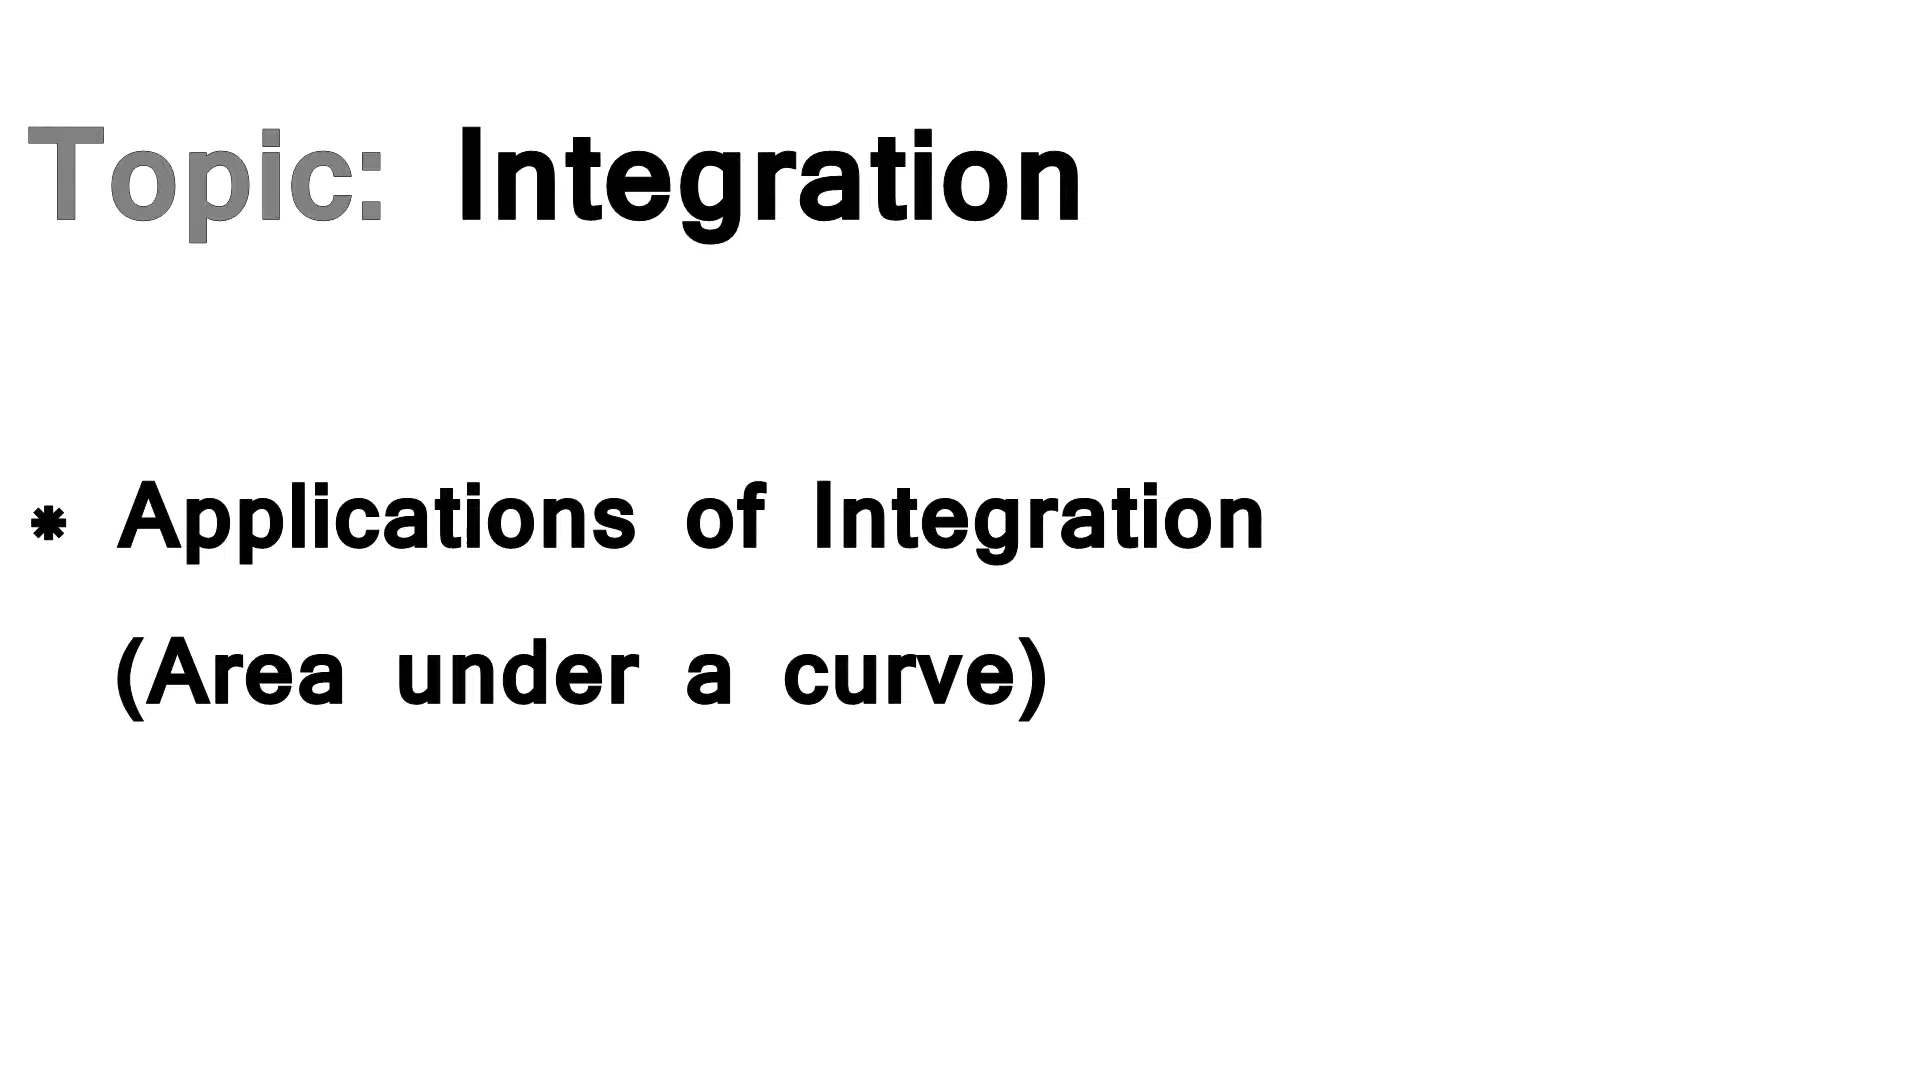 Topic: Integration
* Applications of Integration
(Area under a curve)